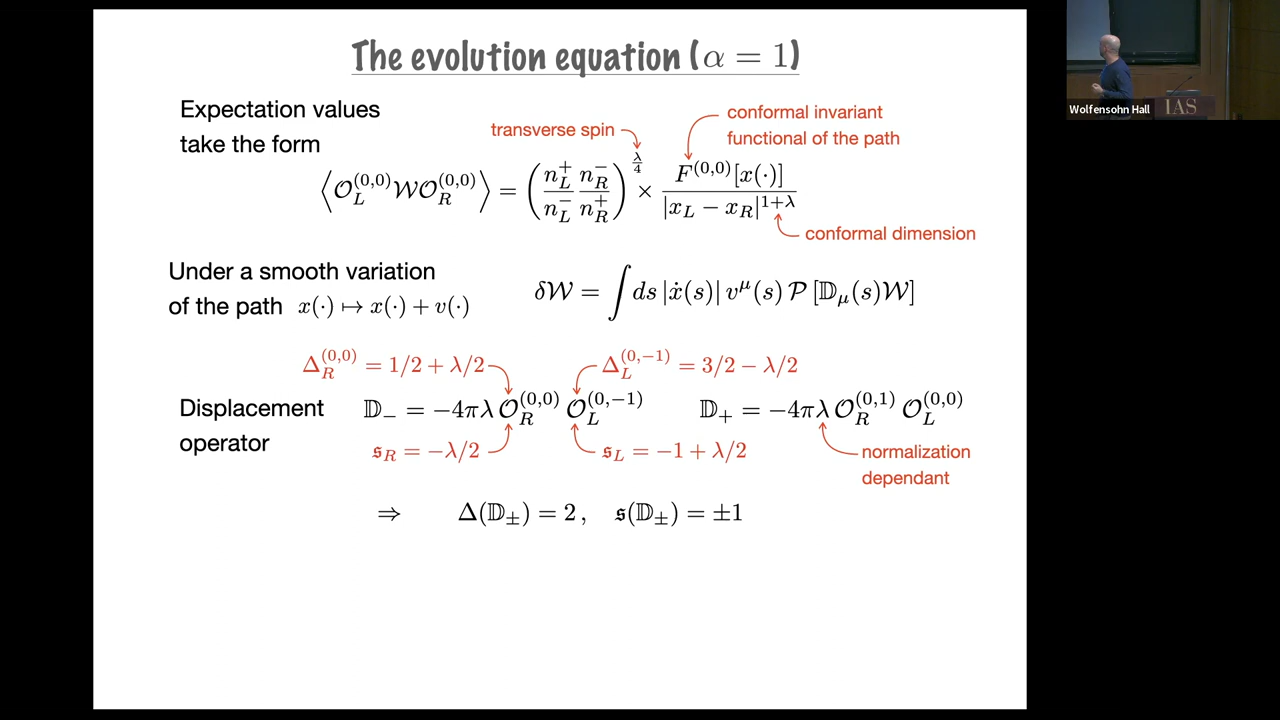 The evolution equation (α = 1)
Expectation values
take the form
transverse spin
conformal invariant
functional of the path
⟨O_L^{(0,0)} W O_R^{(0,0)}⟩ = (n_L^+ n_R^- / n_L^- n_R^+)^{λ/4} × F^{(0,0)}[x(·)] / |x_L − x_R|^{1+λ}
conformal dimension
Under a smooth variation
of the path x(·) ↦ x(·) + v(·)
δW = ∫ ds |ẋ(s)| v^μ(s) P [𝔻_μ(s)W]
Δ_R^{(0,0)} = 1/2 + λ/2
Δ_L^{(0,−1)} = 3/2 − λ/2
Displacement
operator
𝔻_− = −4πλ O_R^{(0,0)} O_L^{(0,−1)}
𝔻_+ = −4πλ O_R^{(0,1)} O_L^{(0,0)}
𝔰_R = −λ/2
𝔰_L = −1 + λ/2
normalization
dependant
⇒ Δ(𝔻_±) = 2 , 𝔰(𝔻_±) = ±1
Wolfensohn Hall
IAS